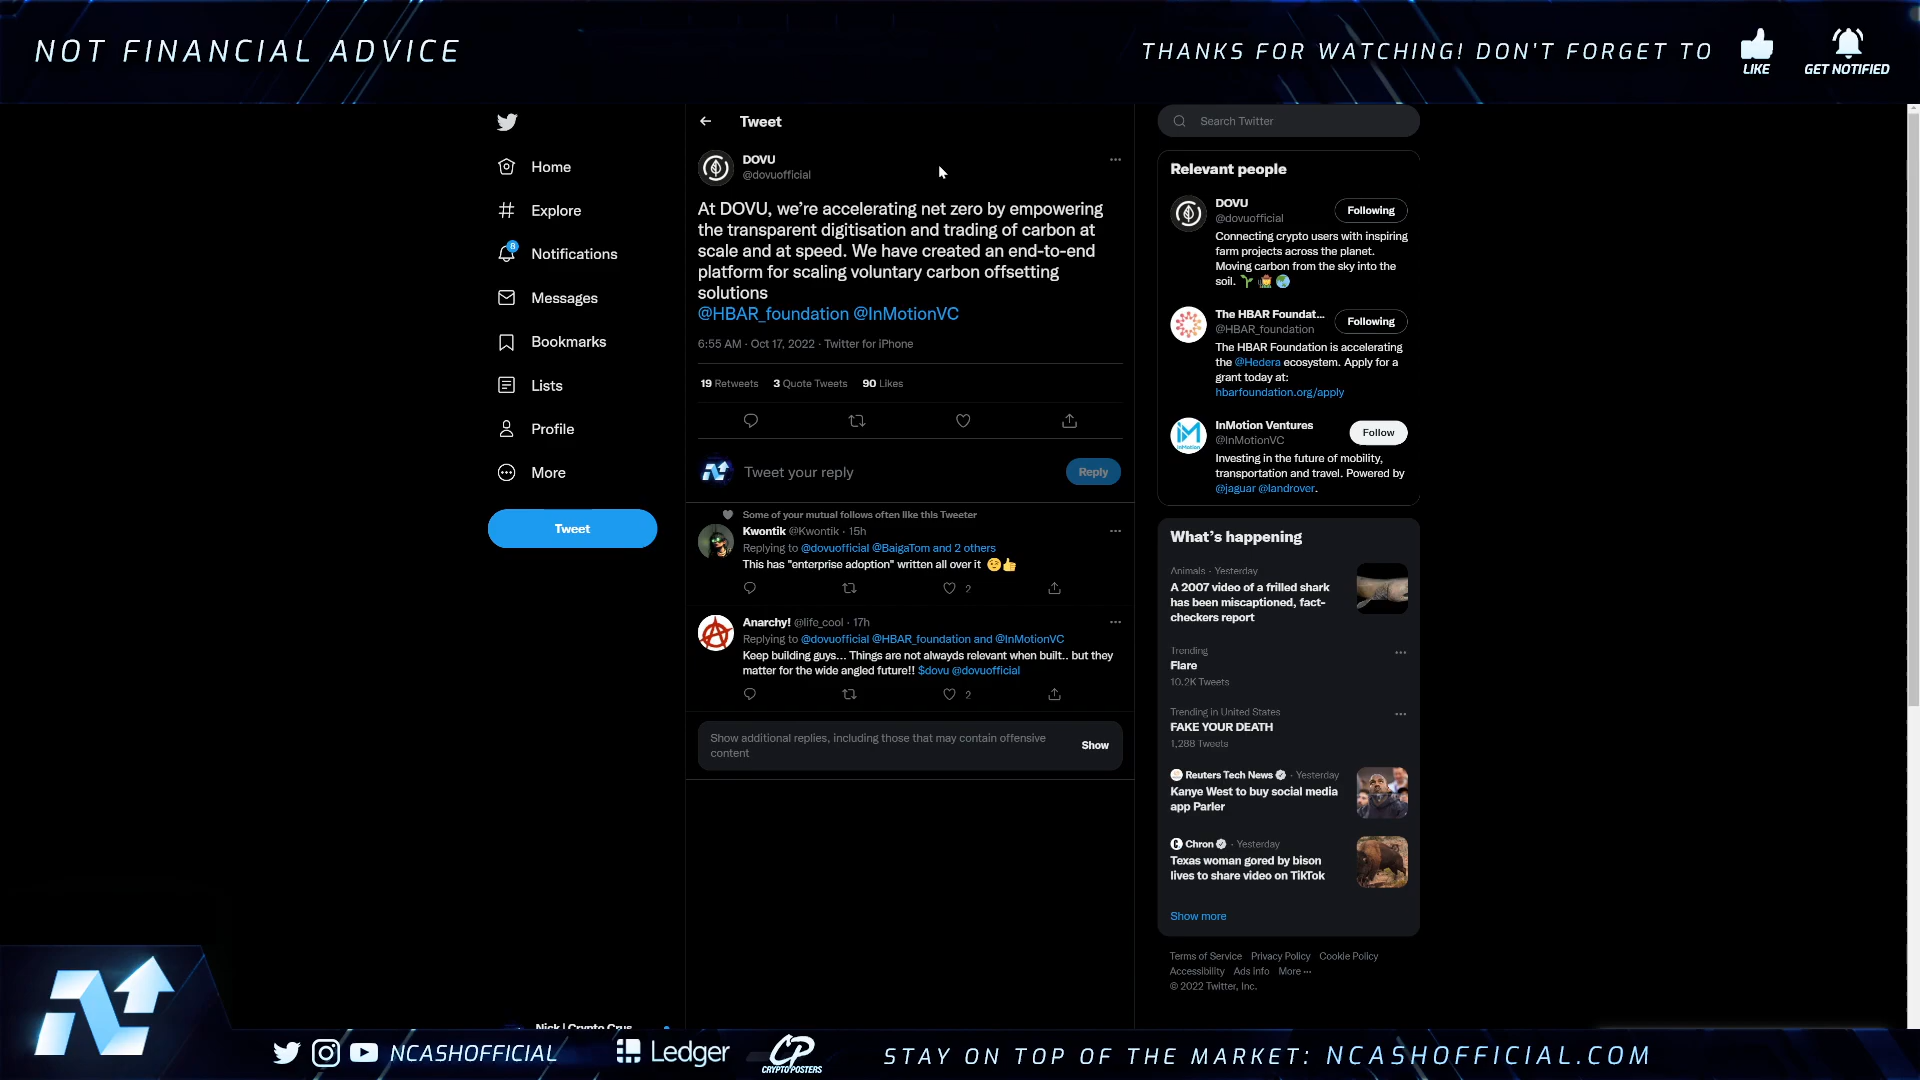 NOT FINANCIAL ADVICE
THANKS FOR WATCHING! DON'T FORGET TO
LIKE
GET NOTIFIED
Home
Explore
8
Notifications
Messages
Bookmarks
Lists
Profile
More
Tweet
Tweet
DOVU
@dovuofficial
At DOVU, we're accelerating net zero by empowering
the transparent digitisation and trading of carbon at
scale and at speed. We have created an end-to-end
platform for scaling voluntary carbon offsetting
solutions
@HBAR_foundation @InMotionVC
6:55 AM · Oct 17, 2022 · Twitter for iPhone
19 Retweets 3 Quote Tweets 90 Likes
Tweet your reply
Reply
Some of your mutual follows often like this Tweeter
Kwontik @Kwontik · 15h
Replying to @dovuofficial @BaigaTom and 2 others
This has "enterprise adoption" written all over it
2
Anarchy! @life_cool · 17h
Replying to @dovuofficial @HBAR_foundation and @InMotionVC
Keep building guys... Things are not alwayds relevant when built.. but they
matter for the wide angled future!! $dovu @dovuofficial
2
Show additional replies, including those that may contain offensive
content
Show
Search Twitter
Relevant people
DOVU
@dovuofficial
Following
Connecting crypto users with inspiring
farm projects across the planet.
Moving carbon from the sky into the
soil.
The HBAR Foundat...
@HBAR_foundation
Following
The HBAR Foundation is accelerating
the @Hedera ecosystem. Apply for a
grant today at:
hbarfoundation.org/apply
InMotion Ventures
@InMotionVC
Follow
Investing in the future of mobility,
transportation and travel. Powered by
@jaguar @landrover.
What's happening
Animals · Yesterday
A 2007 video of a frilled shark
has been miscaptioned, fact-
checkers report
Trending
Flare
10.2K Tweets
Trending in United States
FAKE YOUR DEATH
1,288 Tweets
Reuters Tech News · Yesterday
Kanye West to buy social media
app Parler
Chron · Yesterday
Texas woman gored by bison
lives to share video on TikTok
Show more
Terms of Service Privacy Policy Cookie Policy
Accessibility Ads info More ···
© 2022 Twitter, Inc.
Nick | Crypto Crus
NCASHOFFICIAL
Ledger
CP
CRYPTOPOSTERS
STAY ON TOP OF THE MARKET: NCASHOFFICIAL.COM